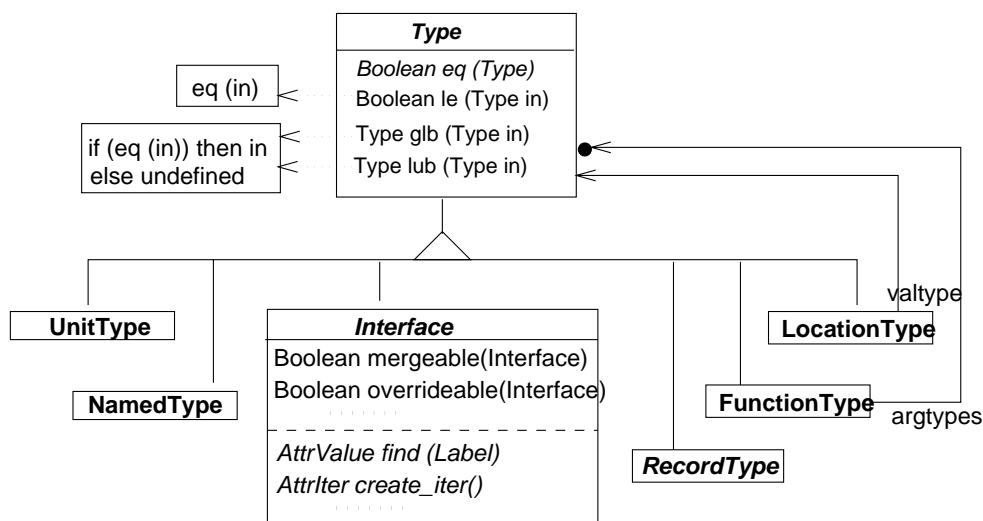 Type
Boolean eq (Type)
eq (in)
Boolean le (Type in)
Type glb (Type in)
if (eq (in)) then in
else undefined
Type lub (Type in)
valtype
UnitType
Interface
LocationType
Boolean mergeable(Interface)
Boolean overrideable(Interface)
NamedType
FunctionType
argtypes
AttrValue find (Label)
RecordType
AttrIter create_iter()